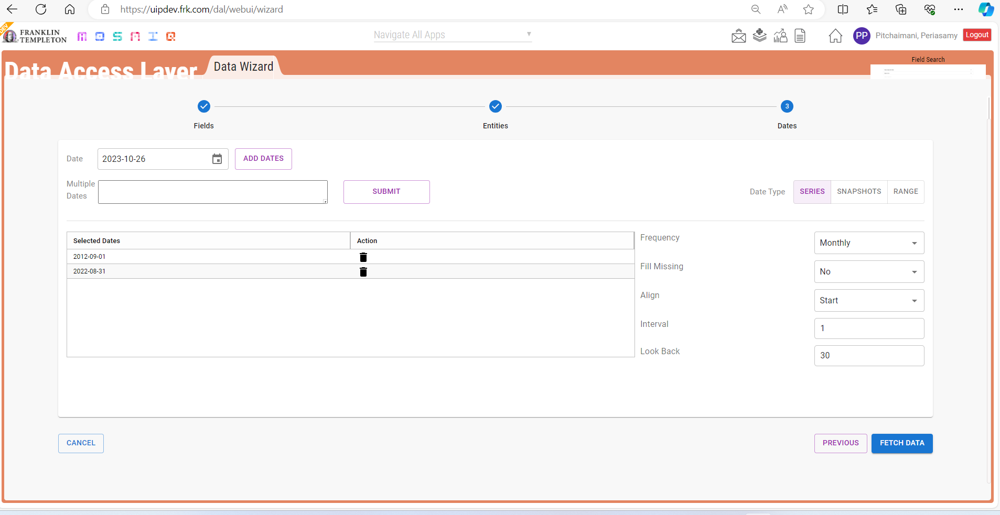 https://uipdev.frk.com/dal/webui/wizard
DEV
FRANKLIN
TEMPLETON
MOSAIQ
Navigate All Apps
PP
Pitchaimani, Periasamy
Logout
Data Access Layer
Data Wizard
Field Search
3
Fields
Entities
Dates
Date
2023-10-26
ADD DATES
Multiple
Dates
SUBMIT
Date Type
SERIES
SNAPSHOTS
RANGE
Selected Dates
Action
2012-09-01
2022-08-31
Frequency
Monthly
Fill Missing
No
Align
Start
Interval
1
Look Back
30
CANCEL
PREVIOUS
FETCH DATA